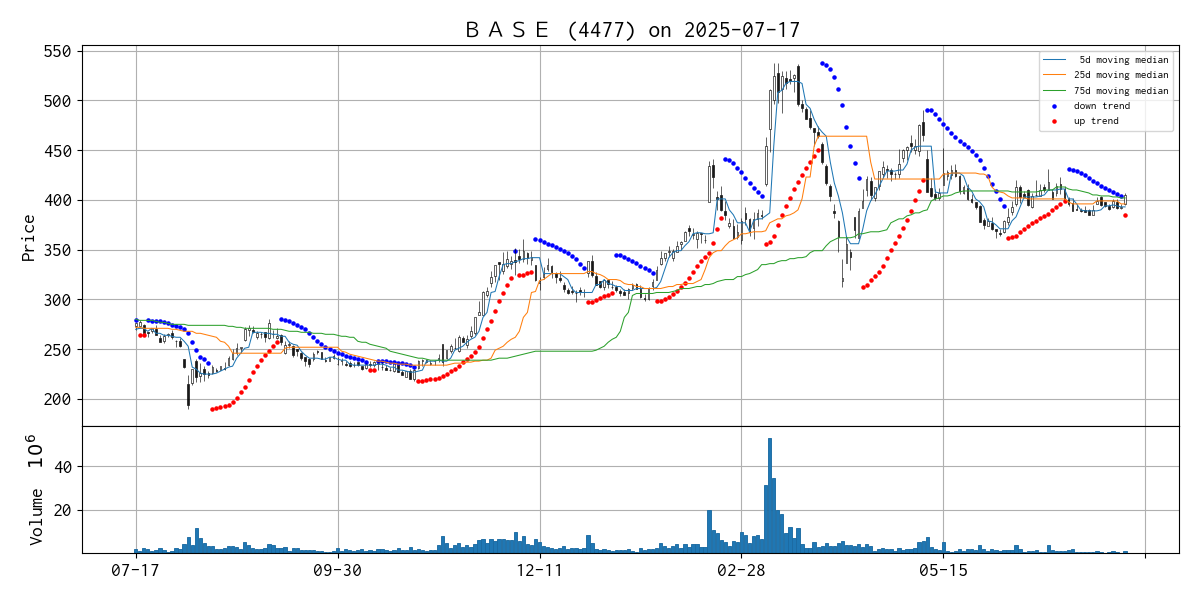 ＢＡＳＥ (4477) on 2025-07-17
550
500
450
400
350
300
250
200
Price
5d moving median
25d moving median
75d moving median
down trend
up trend
40
20
Volume 10^6
07-17
09-30
12-11
02-28
05-15